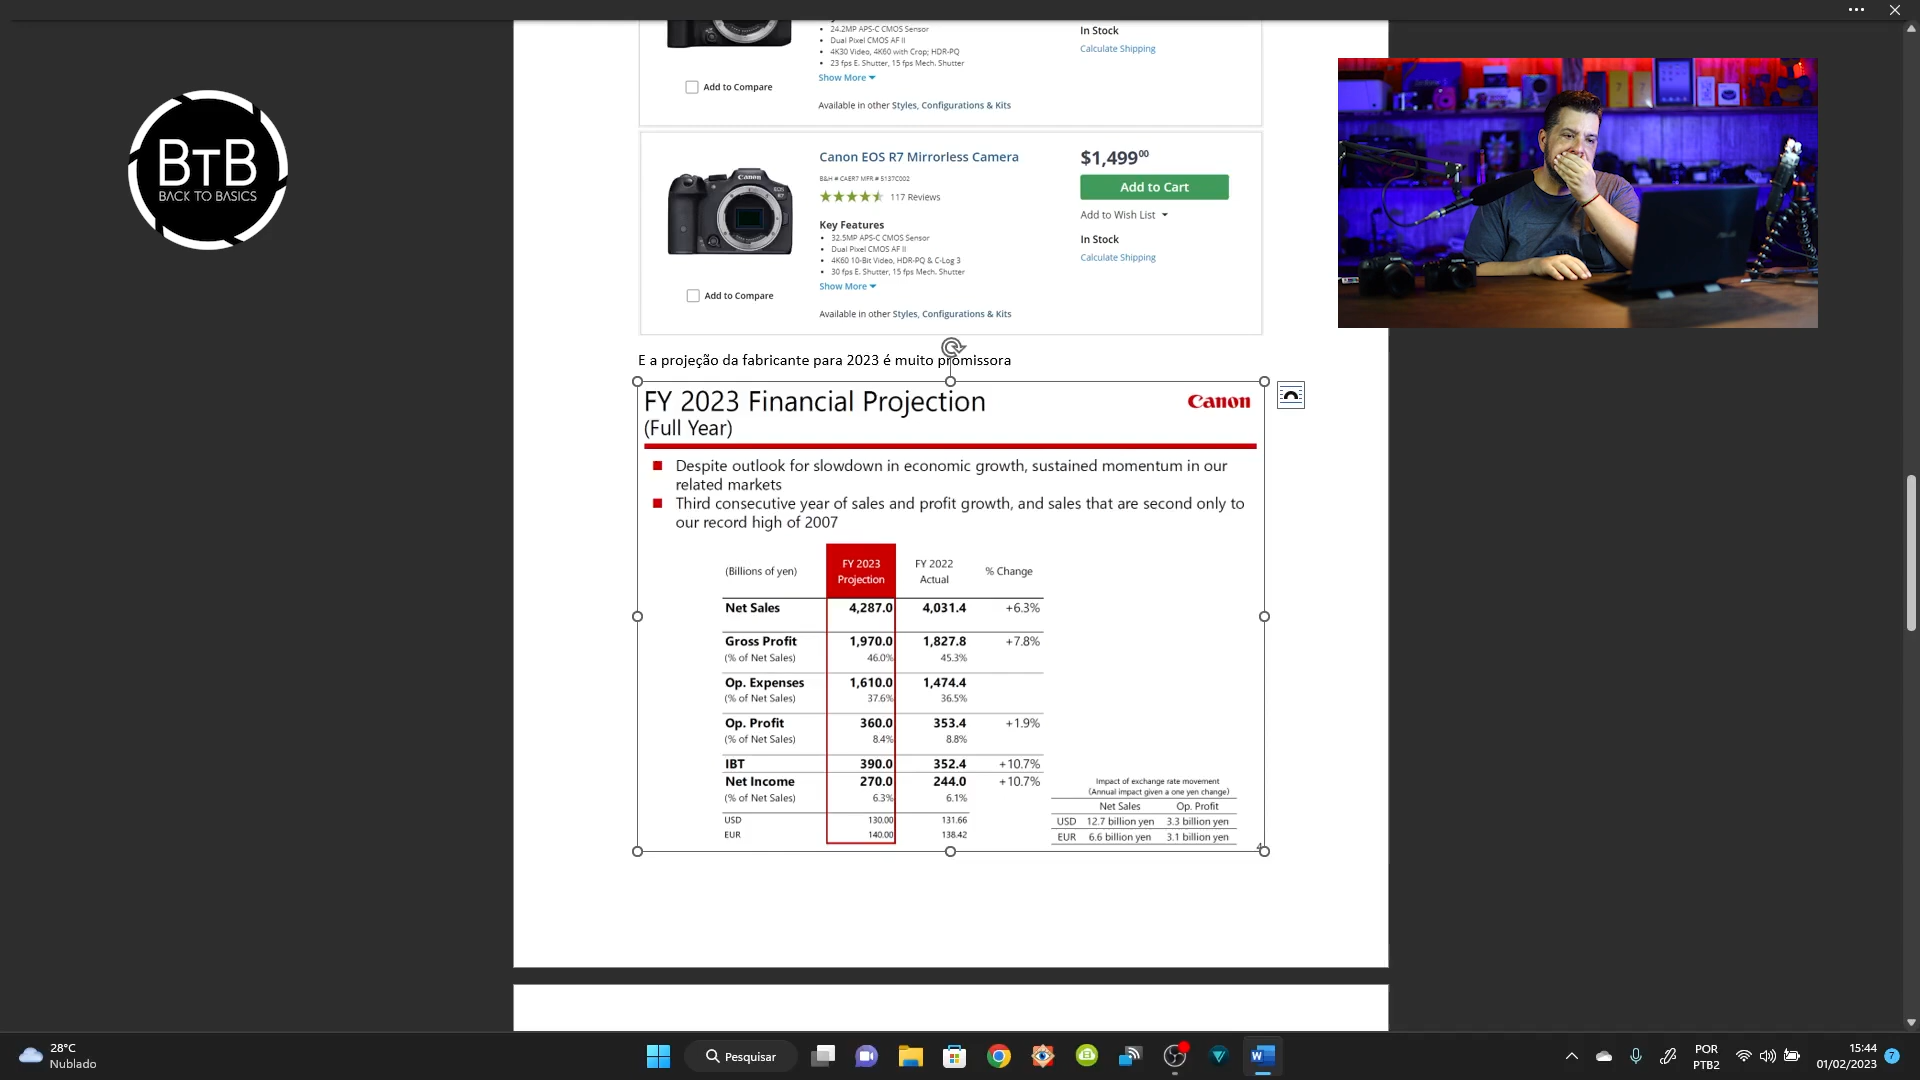 24.2MP APS-C CMOS Sensor
Dual Pixel CMOS AF II
4K30 Video, 4K60 with Crop; HDR-PQ
23 fps E. Shutter, 15 fps Mech. Shutter
Show More
Add to Compare
Available in other Styles, Configurations & Kits
In Stock
Calculate Shipping
BTB
BACK TO BASICS
Canon EOS R7 Mirrorless Camera
B&H # CAER7 MFR # 5137C002
117 Reviews
Key Features
32.5MP APS-C CMOS Sensor
Dual Pixel CMOS AF II
4K60 10-Bit Video, HDR-PQ & C-Log 3
30 fps E. Shutter, 15 fps Mech. Shutter
Show More
Add to Compare
Available in other Styles, Configurations & Kits
$1,499.00
Add to Cart
Add to Wish List
In Stock
Calculate Shipping
Canon
EOS
R7
E a projeção da fabricante para 2023 é muito promissora
FY 2023 Financial Projection
(Full Year)
Canon
Despite outlook for slowdown in economic growth, sustained momentum in our
related markets
Third consecutive year of sales and profit growth, and sales that are second only to
our record high of 2007
(Billions of yen) FY 2023 Projection FY 2022 Actual % Change
Net Sales 4,287.0 4,031.4 +6.3%
Gross Profit 1,970.0 1,827.8 +7.8%
(% of Net Sales) 46.0% 45.3%
Op. Expenses 1,610.0 1,474.4
(% of Net Sales) 37.6% 36.5%
Op. Profit 360.0 353.4 +1.9%
(% of Net Sales) 8.4% 8.8%
IBT 390.0 352.4 +10.7%
Net Income 270.0 244.0 +10.7%
(% of Net Sales) 6.3% 6.1%
USD 130.00 131.66
EUR 140.00 138.42
Impact of exchange rate movement
(Annual impact given a one yen change)
Net Sales Op. Profit
USD 12.7 billion yen 3.3 billion yen
EUR 6.6 billion yen 3.1 billion yen
28°C
Nublado
Pesquisar
W
POR
PTB2
15:44
01/02/2023
7